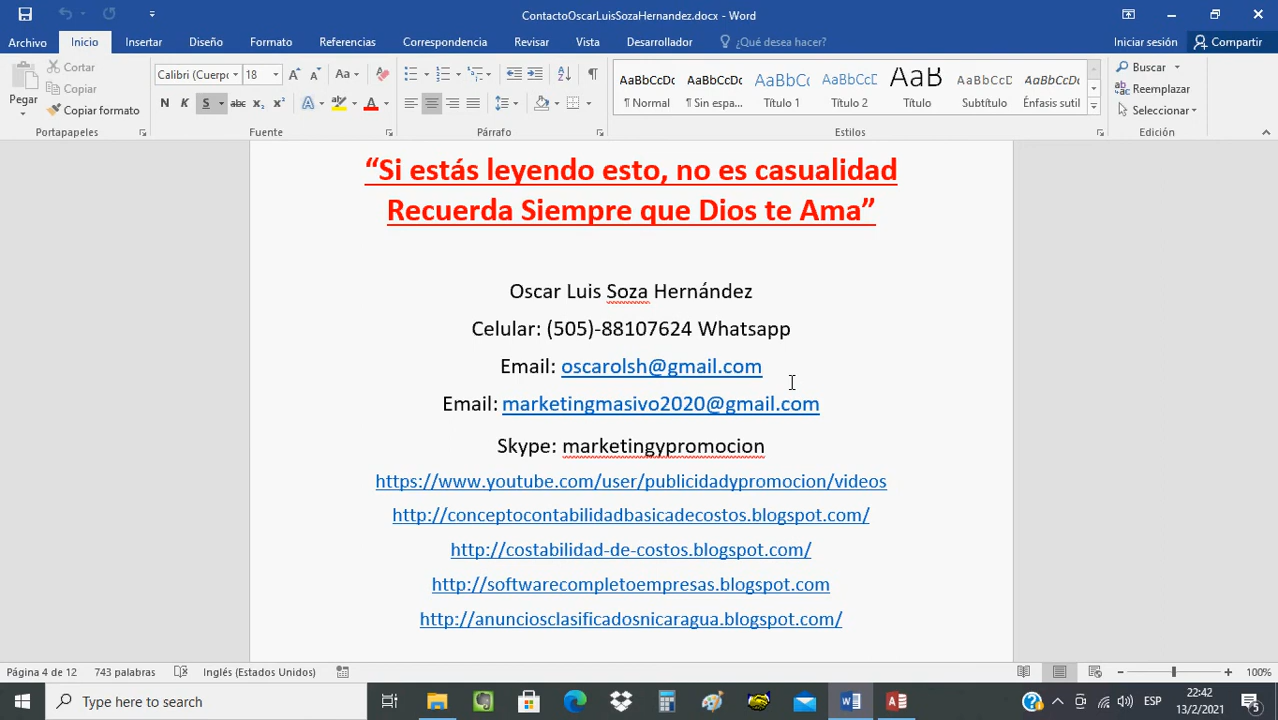 ContactoOscarLuisSozaHernandez.docx - Word
Archivo Inicio Insertar Diseño Formato Referencias Correspondencia Revisar Vista Desarrollador ¿Qué desea hacer? Iniciar sesión Compartir
Pegar
Cortar
Copiar
Copiar formato
Portapapeles
Calibri (Cuerpo 18
N K S abc x₂ x²
Fuente
Párrafo
AaBbCcDc AaBbCcDc AaBbCc AaBbCcD AaB AaBbCcD AaBbCcDc
¶ Normal ¶ Sin espa... Título 1 Título 2 Título Subtítulo Énfasis sutil
Estilos
Buscar
Reemplazar
Seleccionar
Edición
“Si estás leyendo esto, no es casualidad
Recuerda Siempre que Dios te Ama”
Oscar Luis Soza Hernández
Celular: (505)-88107624 Whatsapp
Email: oscarolsh@gmail.com
Email: marketingmasivo2020@gmail.com
Skype: marketingypromocion
https://www.youtube.com/user/publicidadypromocion/videos
http://conceptocontabilidadbasicadecostos.blogspot.com/
http://costabilidad-de-costos.blogspot.com/
http://softwarecompletoempresas.blogspot.com
http://anunciosclasificadosnicaragua.blogspot.com/
Página 4 de 12 743 palabras Inglés (Estados Unidos) 100%
Type here to search
ESP
22:42
13/2/2021
5